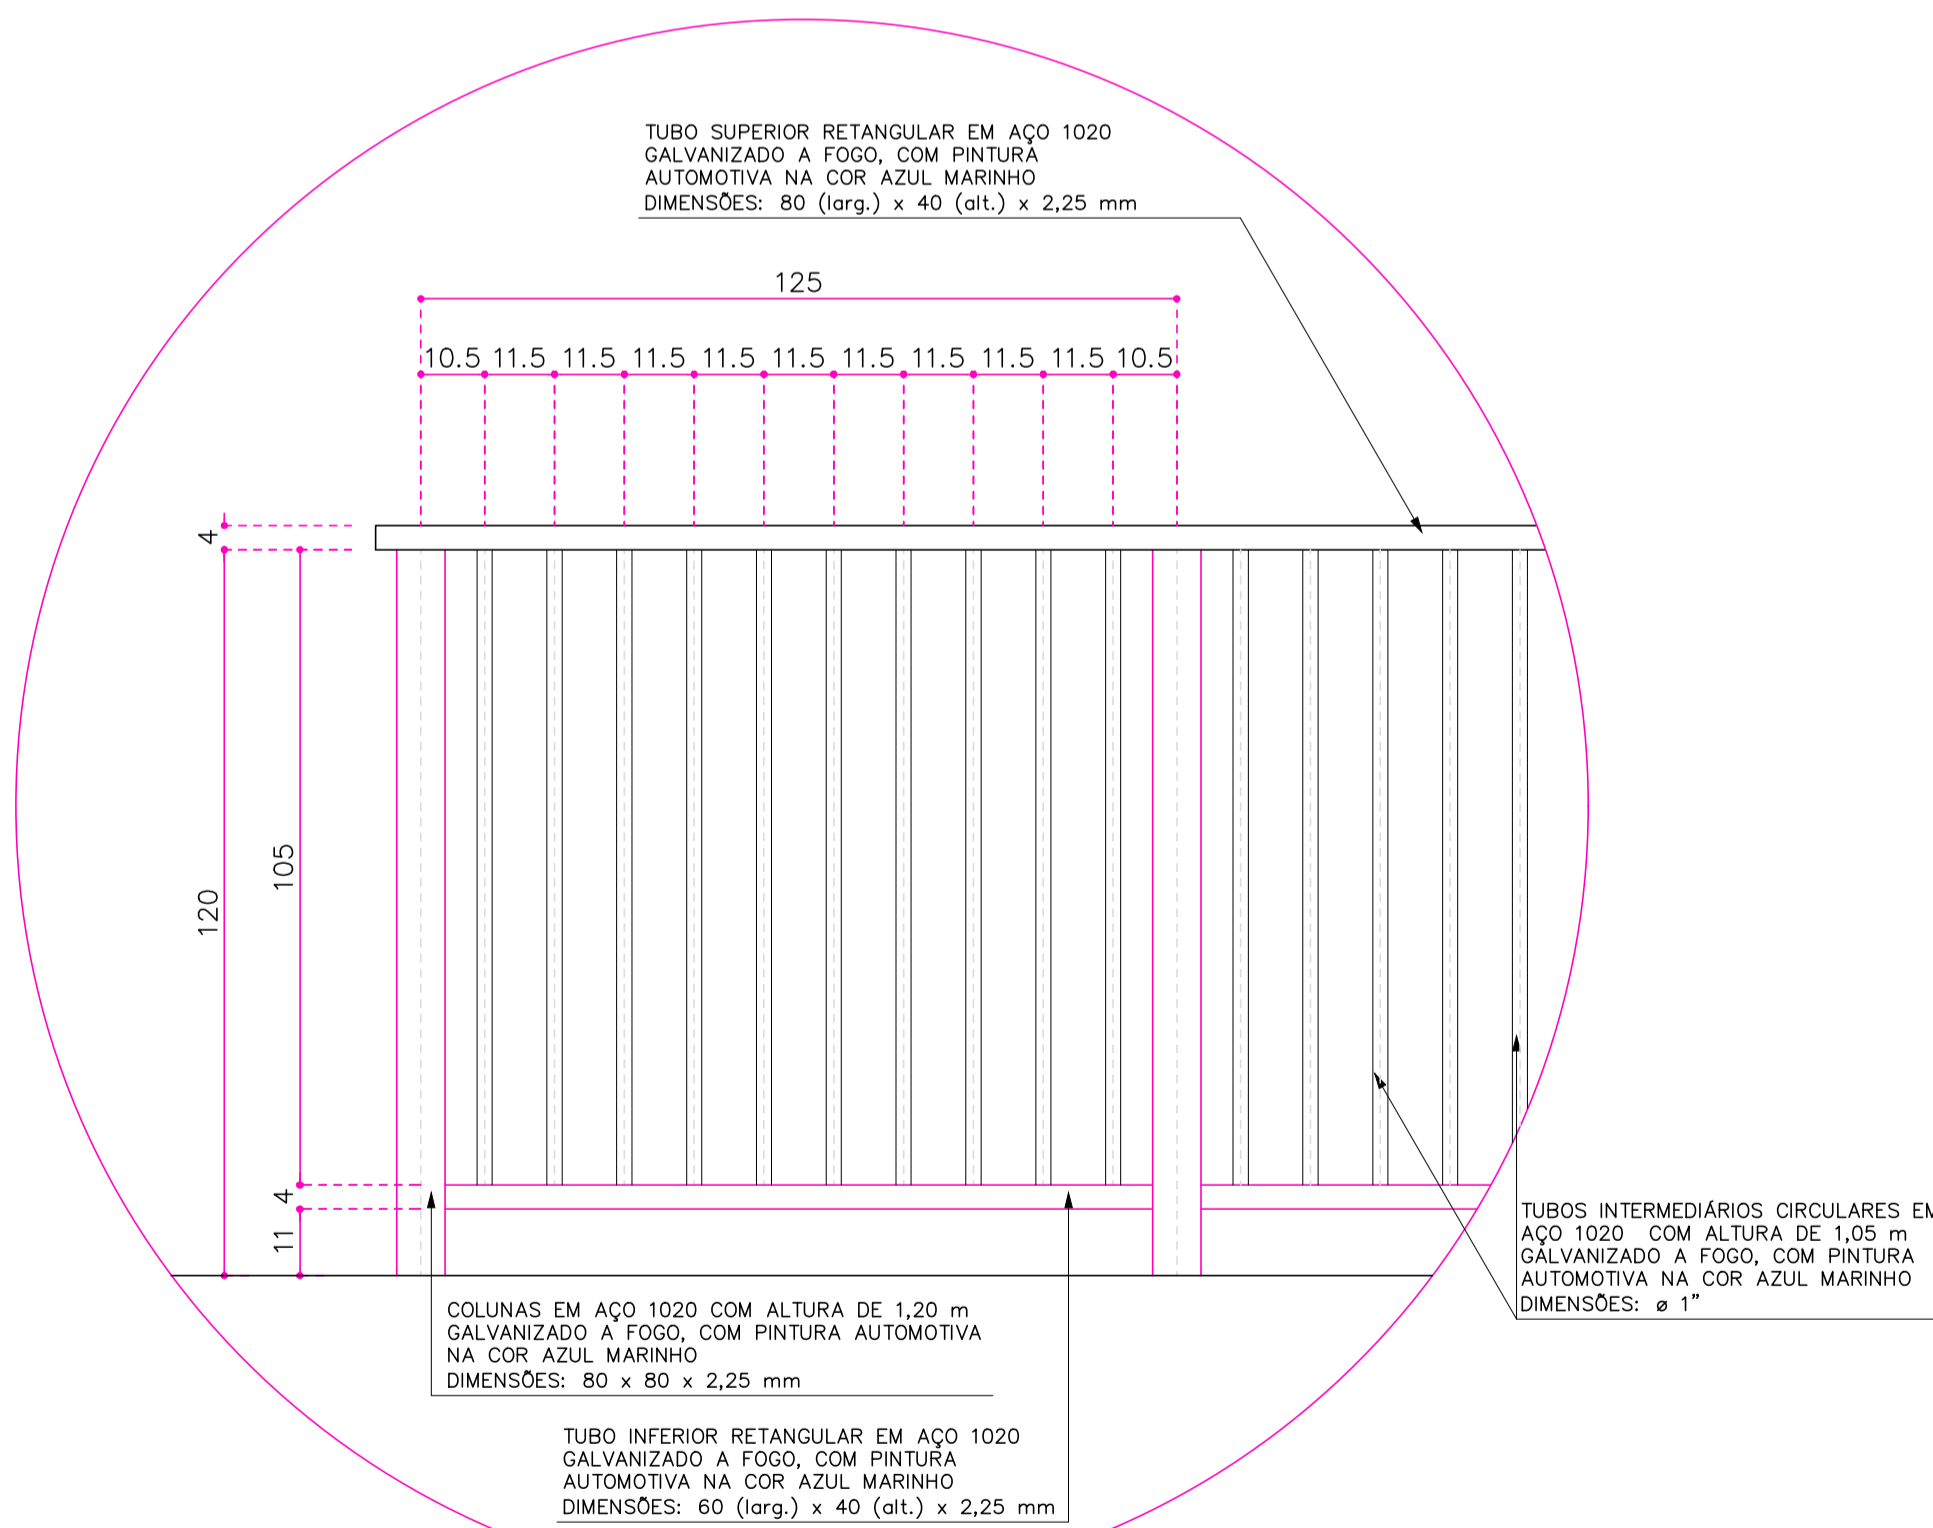 TUBO SUPERIOR RETANGULAR EM AÇO 1020
GALVANIZADO A FOGO, COM PINTURA
AUTOMOTIVA NA COR AZUL MARINHO
DIMENSÕES: 80 (larg.) x 40 (alt.) x 2,25 mm
125
10.5 11.5 11.5 11.5 11.5 11.5 11.5 11.5 11.5 11.5 10.5
4
120
105
4
11
TUBOS INTERMEDIÁRIOS CIRCULARES EM
AÇO 1020 COM ALTURA DE 1,05 m
GALVANIZADO A FOGO, COM PINTURA
AUTOMOTIVA NA COR AZUL MARINHO
DIMENSÕES: ø 1”
COLUNAS EM AÇO 1020 COM ALTURA DE 1,20 m
GALVANIZADO A FOGO, COM PINTURA AUTOMOTIVA
NA COR AZUL MARINHO
DIMENSÕES: 80 x 80 x 2,25 mm
TUBO INFERIOR RETANGULAR EM AÇO 1020
GALVANIZADO A FOGO, COM PINTURA
AUTOMOTIVA NA COR AZUL MARINHO
DIMENSÕES: 60 (larg.) x 40 (alt.) x 2,25 mm